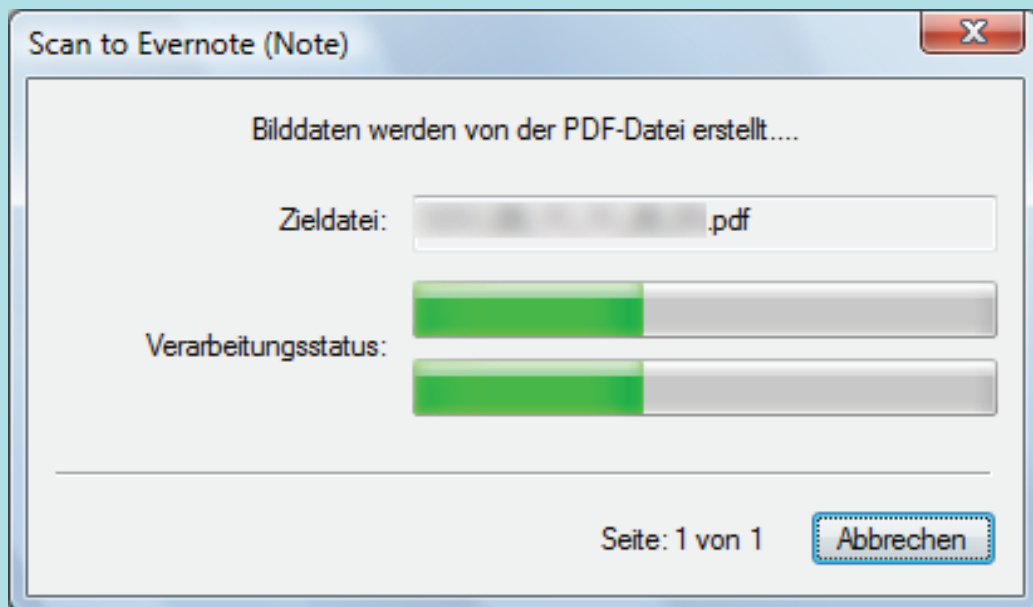 Scan to Evernote (Note)
Bilddaten werden von der PDF-Datei erstellt....
Zieldatei: .pdf
Verarbeitungsstatus:
Seite: 1 von 1 Abbrechen